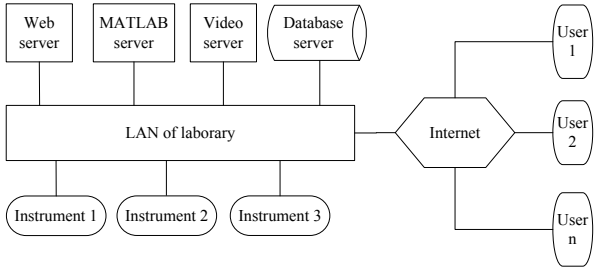 Web
server
MATLAB
server
Video
server
Database
server
User
1
LAN of laborary
Internet
User
2
Instrument 1
Instrument 2
Instrument 3
User
n